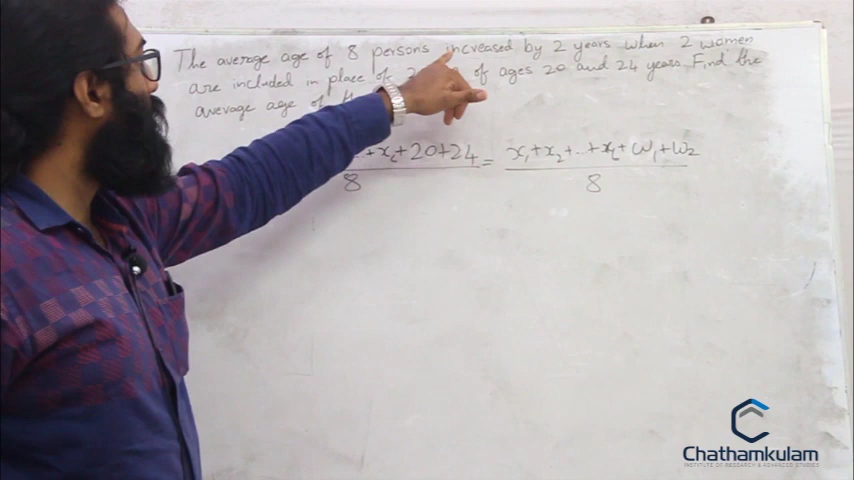 The average age of 8 persons increased by 2 years when 2 women
are included in place of 2 of ages 20 and 24 years. Find the
average age of
+x₆+20+24 = x₁+x₂+...+x₆+w₁+w₂
8 8
Chathamkulam
INSTITUTE OF RESEARCH & ADVANCED STUDIES